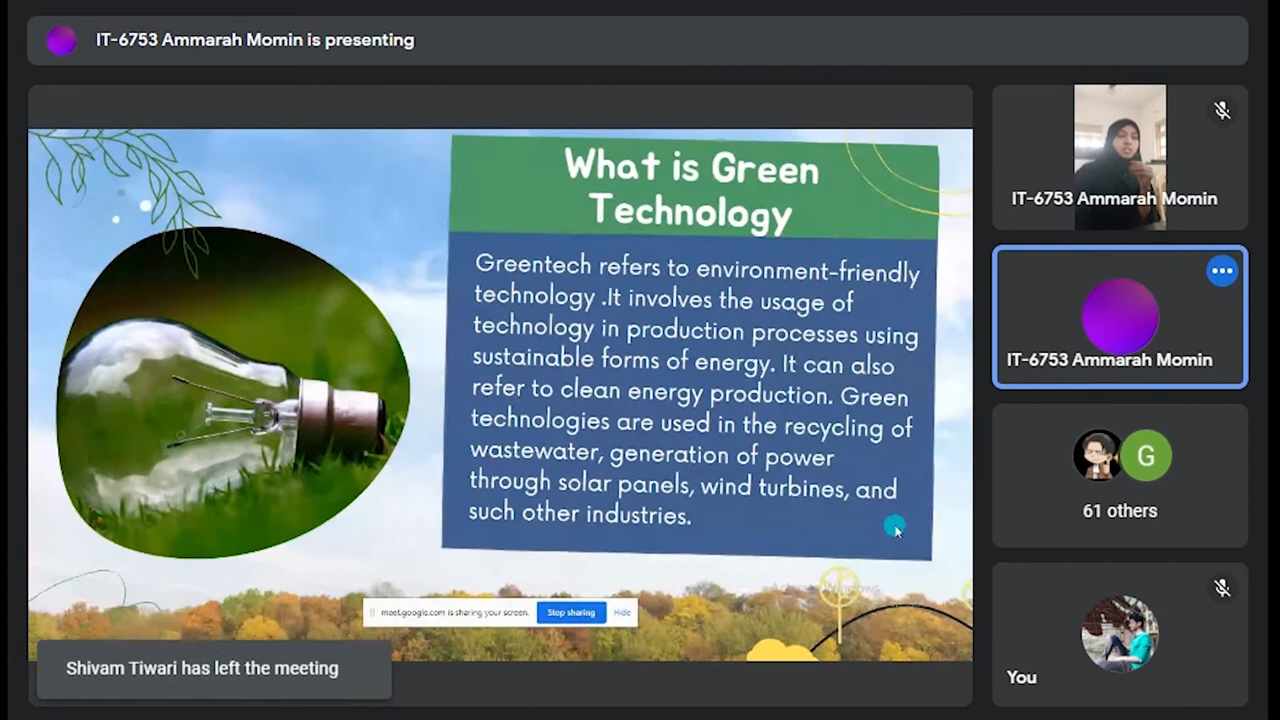 IT-6753 Ammarah Momin is presenting
What is Green
Technology
Greentech refers to environment-friendly
technology .It involves the usage of
technology in production processes using
sustainable forms of energy. It can also
refer to clean energy production. Green
technologies are used in the recycling of
wastewater, generation of power
through solar panels, wind turbines, and
such other industries.
meet.google.com is sharing your screen.
Stop sharing
Hide
Shivam Tiwari has left the meeting
IT-6753 Ammarah Momin
IT-6753 Ammarah Momin
G
61 others
You